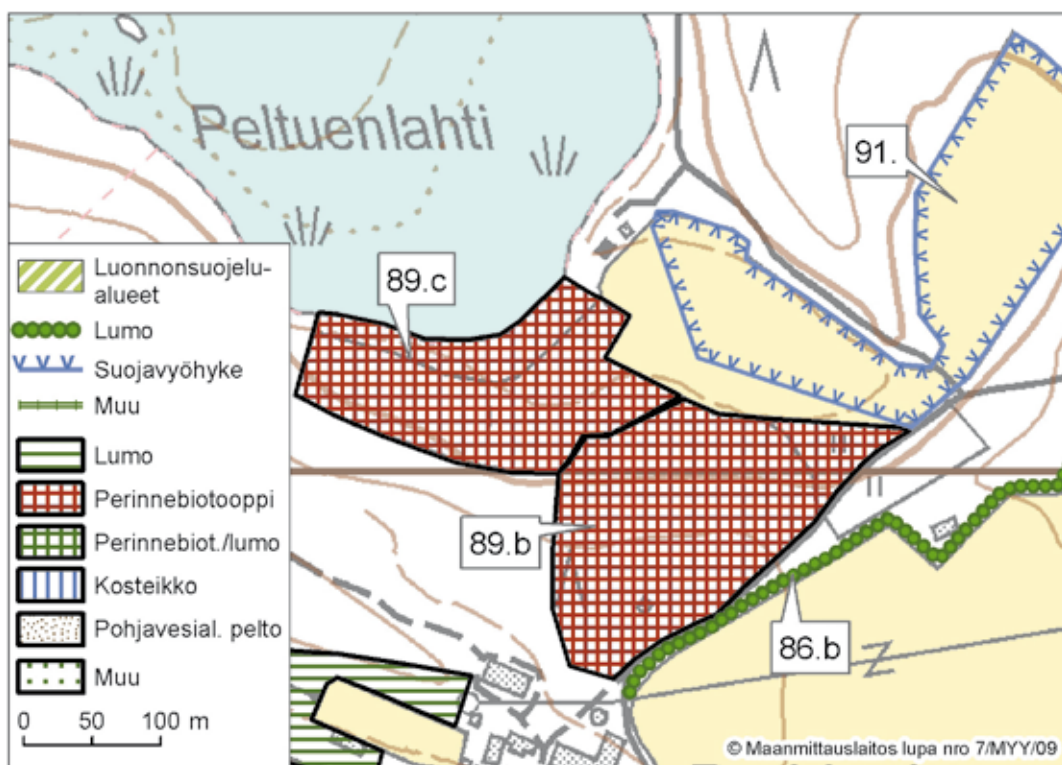 Peltuenlahti
91.
89.c
89.b
86.b
Luonnonsuojelu-
alueet
Lumo
Suojavyöhyke
Muu
Lumo
Perinnebiotooppi
Perinnebiot./lumo
Kosteikko
Pohjavesial. pelto
Muu
0 50 100 m
© Maanmittauslaitos lupa nro 7/MYY/09